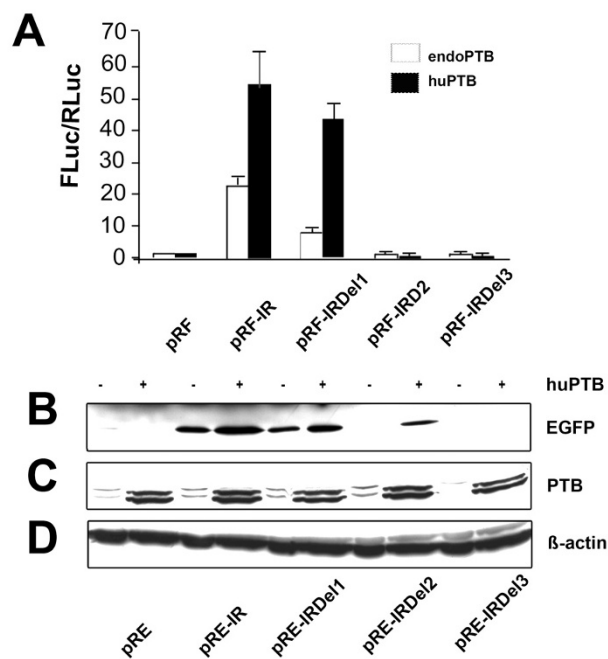 A
FLuc/RLuc
70
60
50
40
30
20
10
0
endoPTB
huPTB
pRF
pRF-IR
pRF-IRDel1
pRF-IRD2
pRF-IRDel3
- + - + - + - + - + huPTB
B
EGFP
C
PTB
D
ß-actin
pRE
pRE-IR
pRE-IRDel1
pRE-IRDel2
pRE-IRDel3